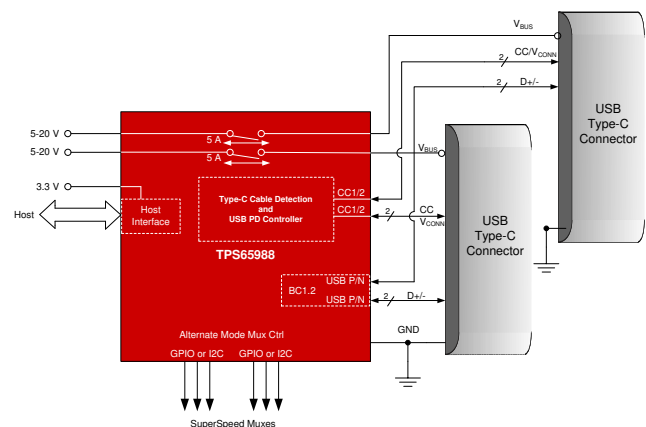 VBUS
CC/VCONN
2
D+/-
2
USB
Type-C
Connector
5-20 V
5 A
5-20 V
5 A
VBUS
3.3 V
Host
Host
Interface
Type-C Cable Detection
and
USB PD Controller
CC1/2
CC1/2
2
CC
VCONN
USB
Type-C
Connector
TPS65988
BC1.2
USB P/N
USB P/N
2
D+/-
GND
Alternate Mode Mux Ctrl
GPIO or I2C
GPIO or I2C
SuperSpeed Muxes